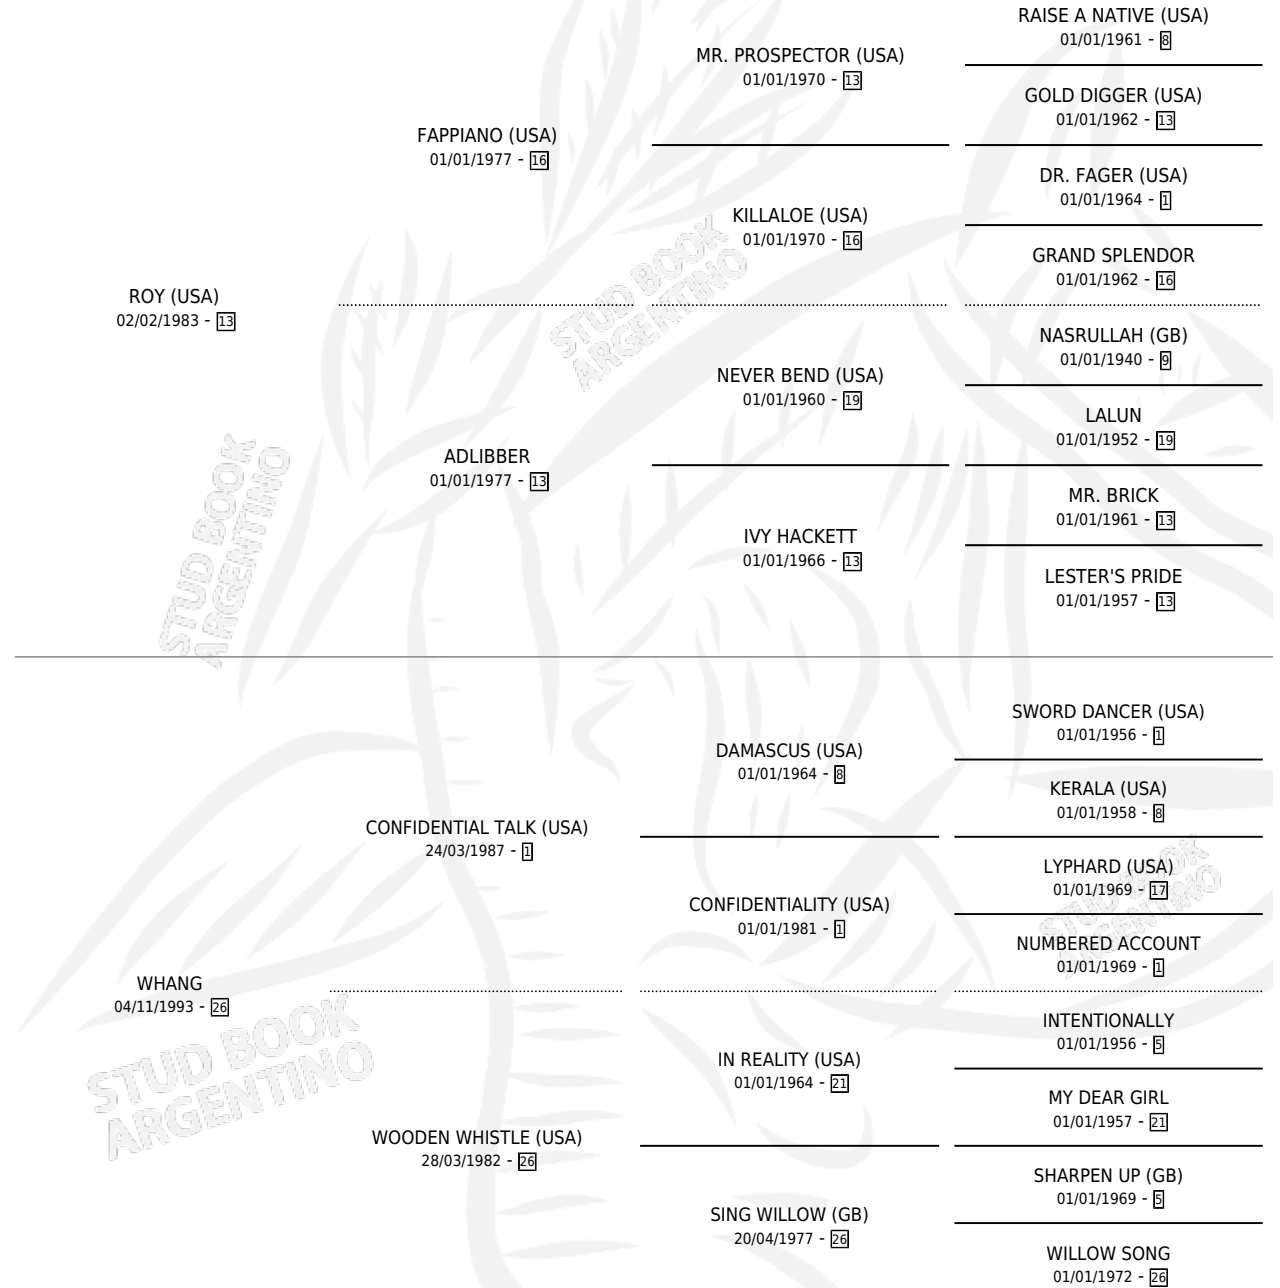 RAISE A NATIVE (USA)
01/01/1961 - 8
MR. PROSPECTOR (USA)
01/01/1970 - 13
GOLD DIGGER (USA)
01/01/1962 - 13
FAPPIANO (USA)
01/01/1977 - 16
DR. FAGER (USA)
01/01/1964 - 1
KILLALOE (USA)
01/01/1970 - 16
GRAND SPLENDOR
01/01/1962 - 16
ROY (USA)
02/02/1983 - 13
STUD BOOK
ARGENTINO
NASRULLAH (GB)
01/01/1940 - 9
NEVER BEND (USA)
01/01/1960 - 19
LALUN
01/01/1952 - 19
ADLIBBER
01/01/1977 - 13
MR. BRICK
01/01/1961 - 13
IVY HACKETT
01/01/1966 - 13
LESTER'S PRIDE
01/01/1957 - 13
STUD BOOK
ARGENTINO
SWORD DANCER (USA)
01/01/1956 - 1
DAMASCUS (USA)
01/01/1964 - 8
KERALA (USA)
01/01/1958 - 8
CONFIDENTIAL TALK (USA)
24/03/1987 - 1
LYPHARD (USA)
01/01/1969 - 17
CONFIDENTIALITY (USA)
01/01/1981 - 1
NUMBERED ACCOUNT
01/01/1969 - 1
STUD BOOK
ARGENTINO
WHANG
04/11/1993 - 26
INTENTIONALLY
01/01/1956 - 5
IN REALITY (USA)
01/01/1964 - 21
MY DEAR GIRL
01/01/1957 - 21
STUD BOOK
ARGENTINO
WOODEN WHISTLE (USA)
28/03/1982 - 26
SHARPEN UP (GB)
01/01/1969 - 5
SING WILLOW (GB)
20/04/1977 - 26
WILLOW SONG
01/01/1972 - 26